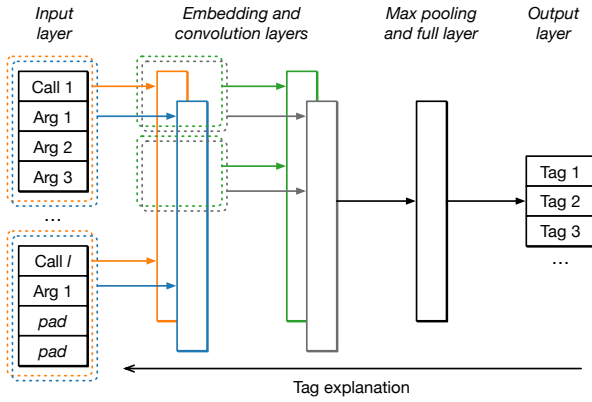 Input
layer
Embedding and
convolution layers
Max pooling
and full layer
Output
layer
Call 1
Arg 1
Arg 2
Arg 3
...
Call l
Arg 1
pad
pad
Tag 1
Tag 2
Tag 3
...
Tag explanation